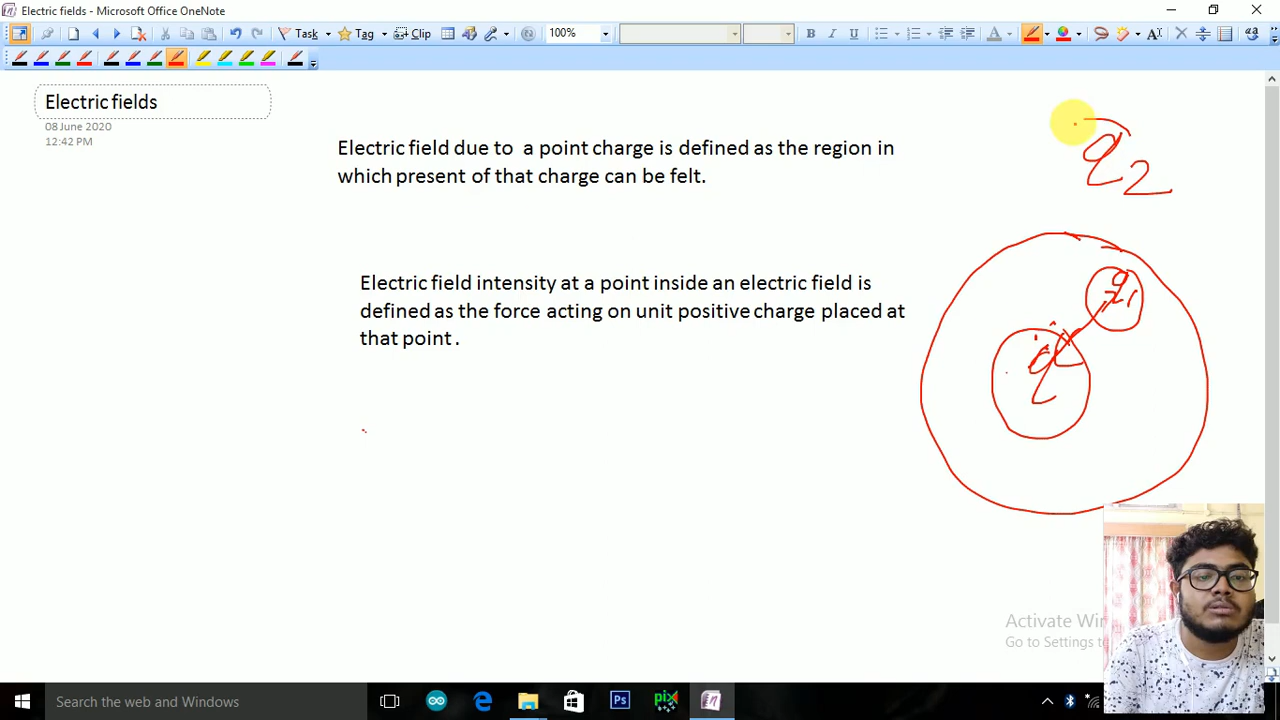 Electric fields - Microsoft Office OneNote
Task
Tag
Clip
100%
B I U
A
Electric fields
08 June 2020
12:42 PM
Electric field due to a point charge is defined as the region in
which present of that charge can be felt.
q2
Electric field intensity at a point inside an electric field is
defined as the force acting on unit positive charge placed at
that point .
q1
q
Activate Win
Go to Settings t
Search the web and Windows
Ps
pix